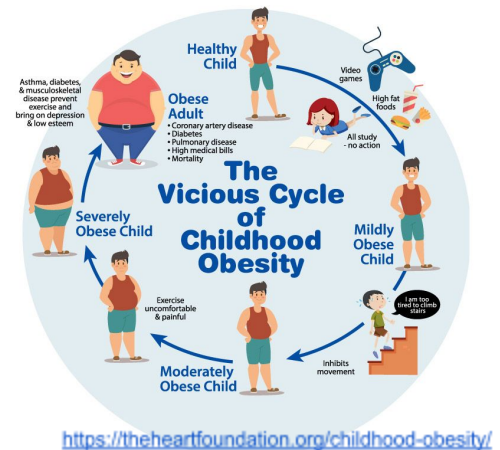 Healthy
Child
Video
games
High fat
foods
All study
- no action
Mildly
Obese
Child
I am too
tired to climb
stairs
Inhibits
movement
Moderately
Obese Child
Exercise
uncomfortable
& painful
Severely
Obese Child
Asthma, diabetes,
& musculoskeletal
disease prevent
exercise and
bring on depression
& low esteem
Obese
Adult
• Coronary artery disease
• Diabetes
• Pulmonary disease
• High medical bills
• Mortality
The
Vicious Cycle
of
Childhood
Obesity
https://theheartfoundation.org/childhood-obesity/